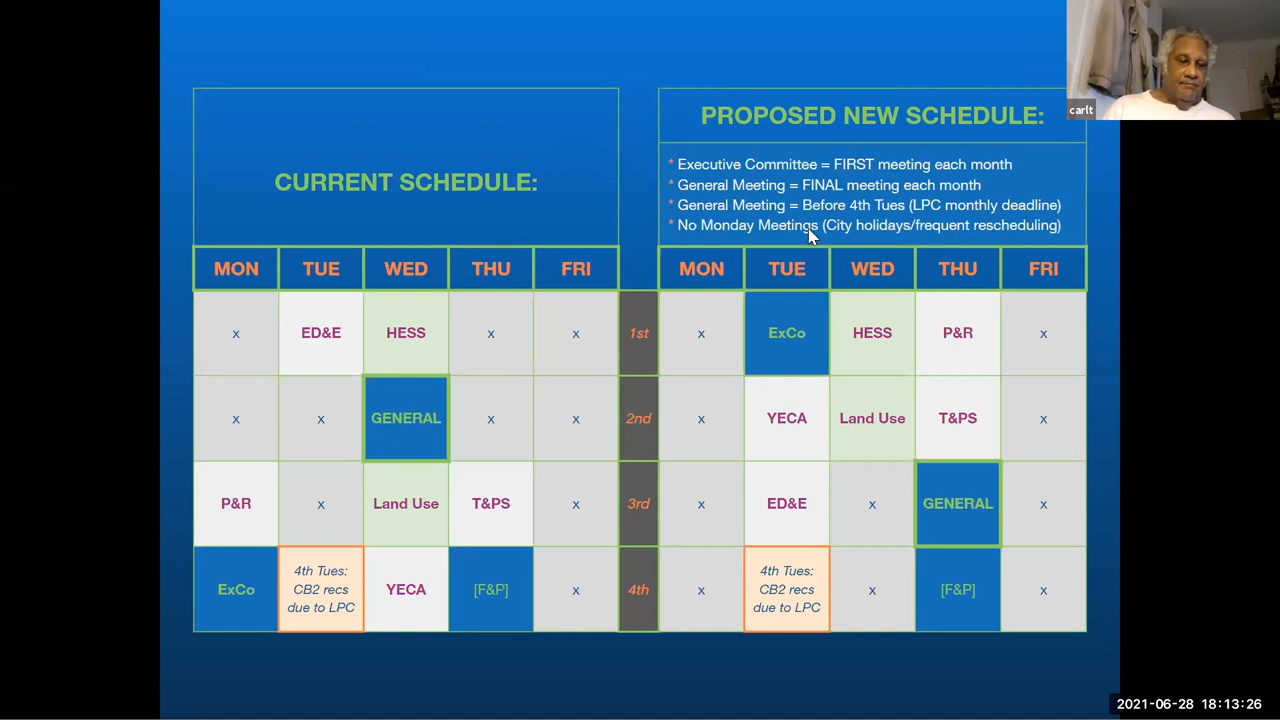 carlt
CURRENT SCHEDULE:
PROPOSED NEW SCHEDULE:
* Executive Committee = FIRST meeting each month
* General Meeting = FINAL meeting each month
* General Meeting = Before 4th Tues (LPC monthly deadline)
* No Monday Meetings (City holidays/frequent rescheduling)
MON TUE WED THU FRI MON TUE WED THU FRI
x ED&E HESS x x 1st x ExCo HESS P&R x
x x GENERAL x x 2nd x YECA Land Use T&PS x
P&R x Land Use T&PS x 3rd x ED&E x GENERAL x
ExCo 4th Tues: CB2 recs due to LPC YECA [F&P] x 4th x 4th Tues: CB2 recs due to LPC x [F&P] x
2021-06-28 18:13:26